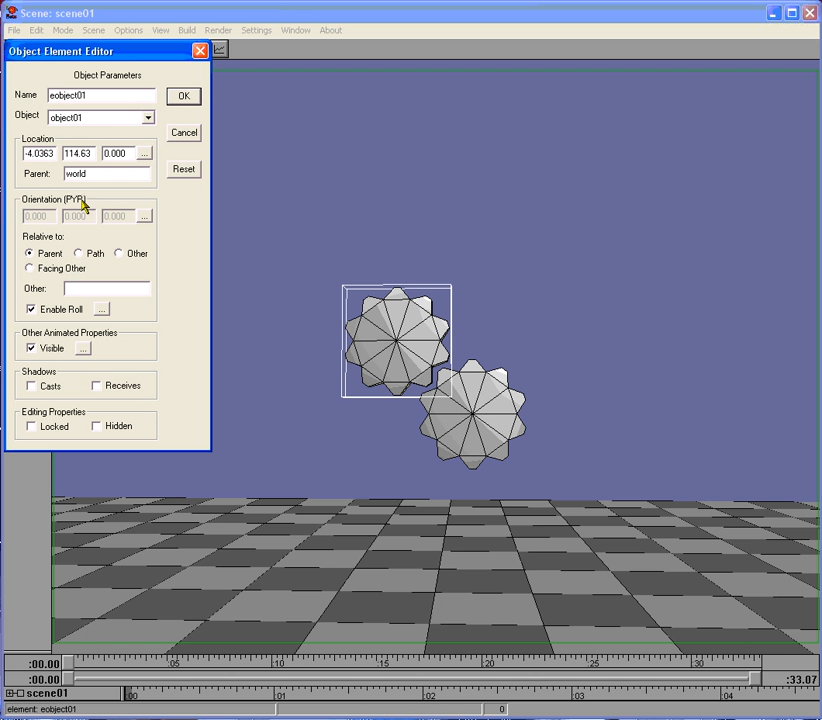 Scene: scene01
File Edit Mode Scene Options View Build Render Settings Window About
Object Element Editor
Object Parameters
Name eobject01 OK
Object object01
Cancel
Location
-4.0363 114.63 0.000 ...
Parent: world
Reset
Orientation (PYR)
0.000 0.000 0.000 ...
Relative to:
Parent Path Other
Facing Other
Other:
Enable Roll ...
Other Animated Properties
Visible ...
Shadows
Casts Receives
Editing Properties
Locked Hidden
:00.00 :05 :10 :15 :20 :25 :30
:00.00 :33.07
scene01 :00 :01 :02 :03 :04
element: eobject01 0